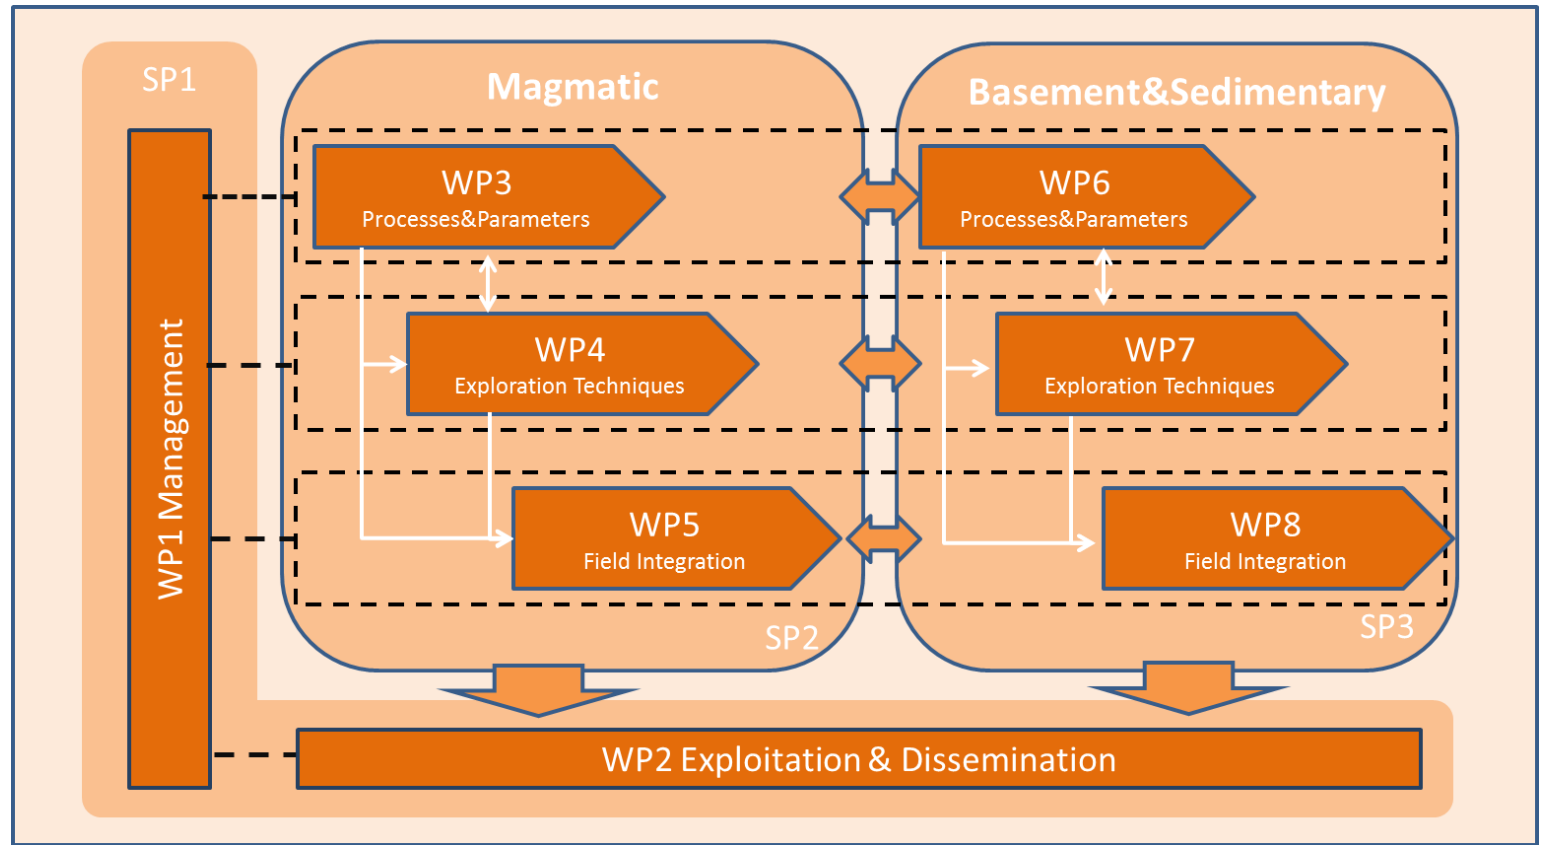 SP1
Magmatic
Basement&Sedimentary
WP3
Processes&Parameters
WP6
Processes&Parameters
WP4
Exploration Techniques
WP7
Exploration Techniques
WP1 Management
WP5
Field Integration
WP8
Field Integration
SP2
SP3
WP2 Exploitation & Dissemination